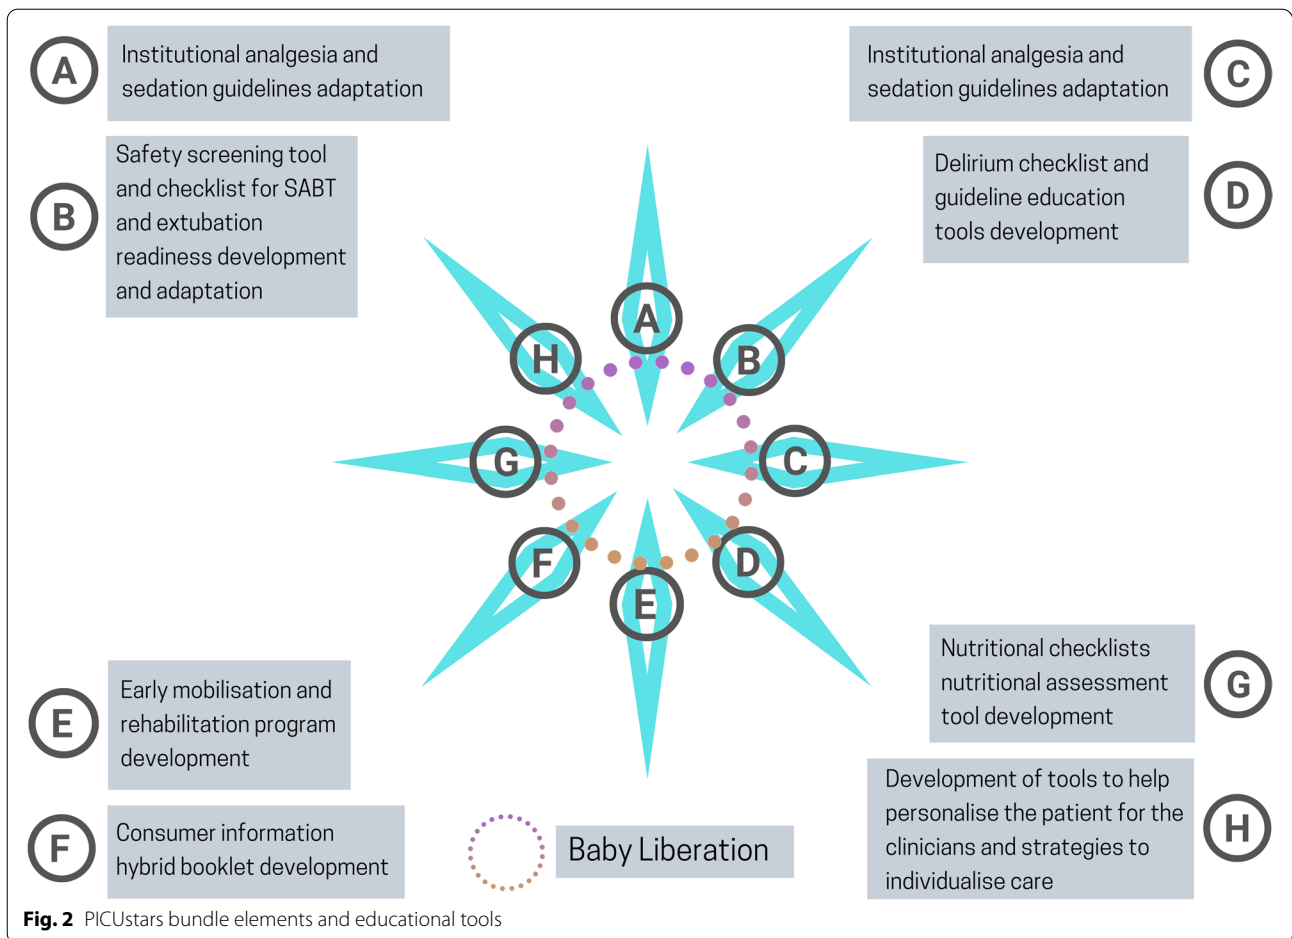 A
Institutional analgesia and
sedation guidelines adaptation
B
Safety screening tool
and checklist for SABT
and extubation
readiness development
and adaptation
Institutional analgesia and
sedation guidelines adaptation
C
Delirium checklist and
guideline education
tools development
D
A
B
C
D
E
F
G
H
E
Early mobilisation and
rehabilitation program
development
F
Consumer information
hybrid booklet development
Baby Liberation
Nutritional checklists
nutritional assessment
tool development
G
Development of tools to help
personalise the patient for the
clinicians and strategies to
individualise care
H
Fig. 2 PICUstars bundle elements and educational tools